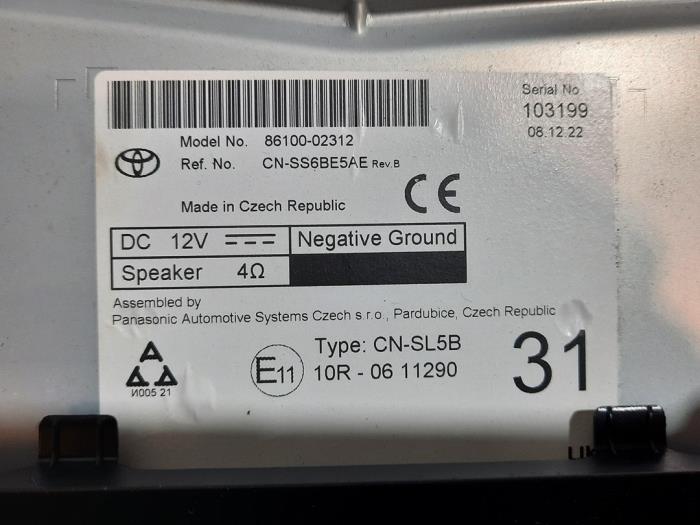 Serial No
103199
08.12.22
Model No. 86100-02312
Ref. No. CN-SS6BE5AE Rev.B
Made in Czech Republic
CE
DC 12V
Negative Ground
Speaker 4Ω
Assembled by
Panasonic Automotive Systems Czech s.r.o., Pardubice, Czech Republic
И005 21
E11
Type: CN-SL5B
10R - 06 11290
31